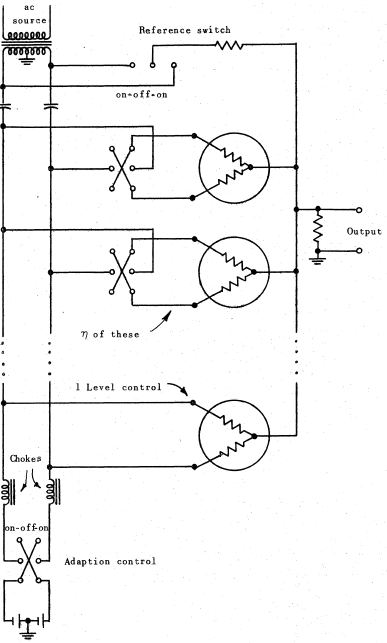 ac
source
Reference switch
on-off-on
Output
η of these
1 Level control
Chokes
on-off-on
Adaption control